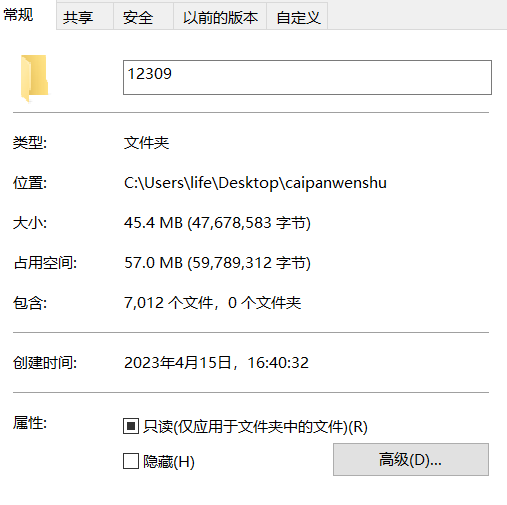 常规 共享 安全 以前的版本 自定义
12309
类型: 文件夹
位置: C:\Users\life\Desktop\caipanwenshu
大小: 45.4 MB (47,678,583 字节)
占用空间: 57.0 MB (59,789,312 字节)
包含: 7,012 个文件，0 个文件夹
创建时间: 2023年4月15日，16:40:32
属性: 只读(仅应用于文件夹中的文件)(R)
隐藏(H) 高级(D)...